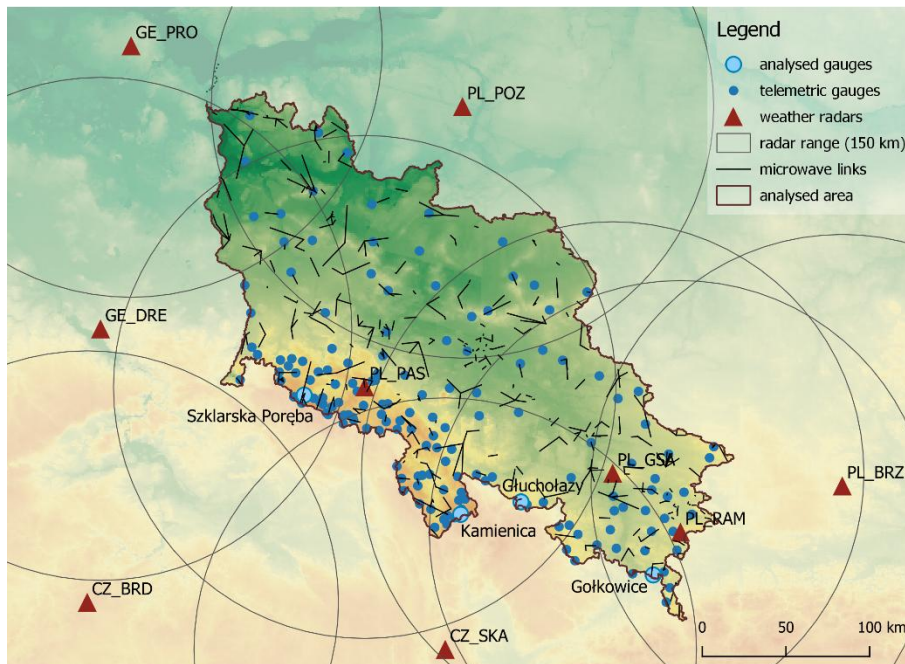 GE_PRO
Legend
analysed gauges
telemetric gauges
weather radars
radar range (150 km)
microwave links
analysed area
PL_POZ
GE_DRE
PL_PAS
Szklarska Poręba
PL_GSA
PL_BRZ
Głuchołazy
PL_RAM
Kamienica
Gołkowice
CZ_BRD
CZ_SKA
0 50 100 km